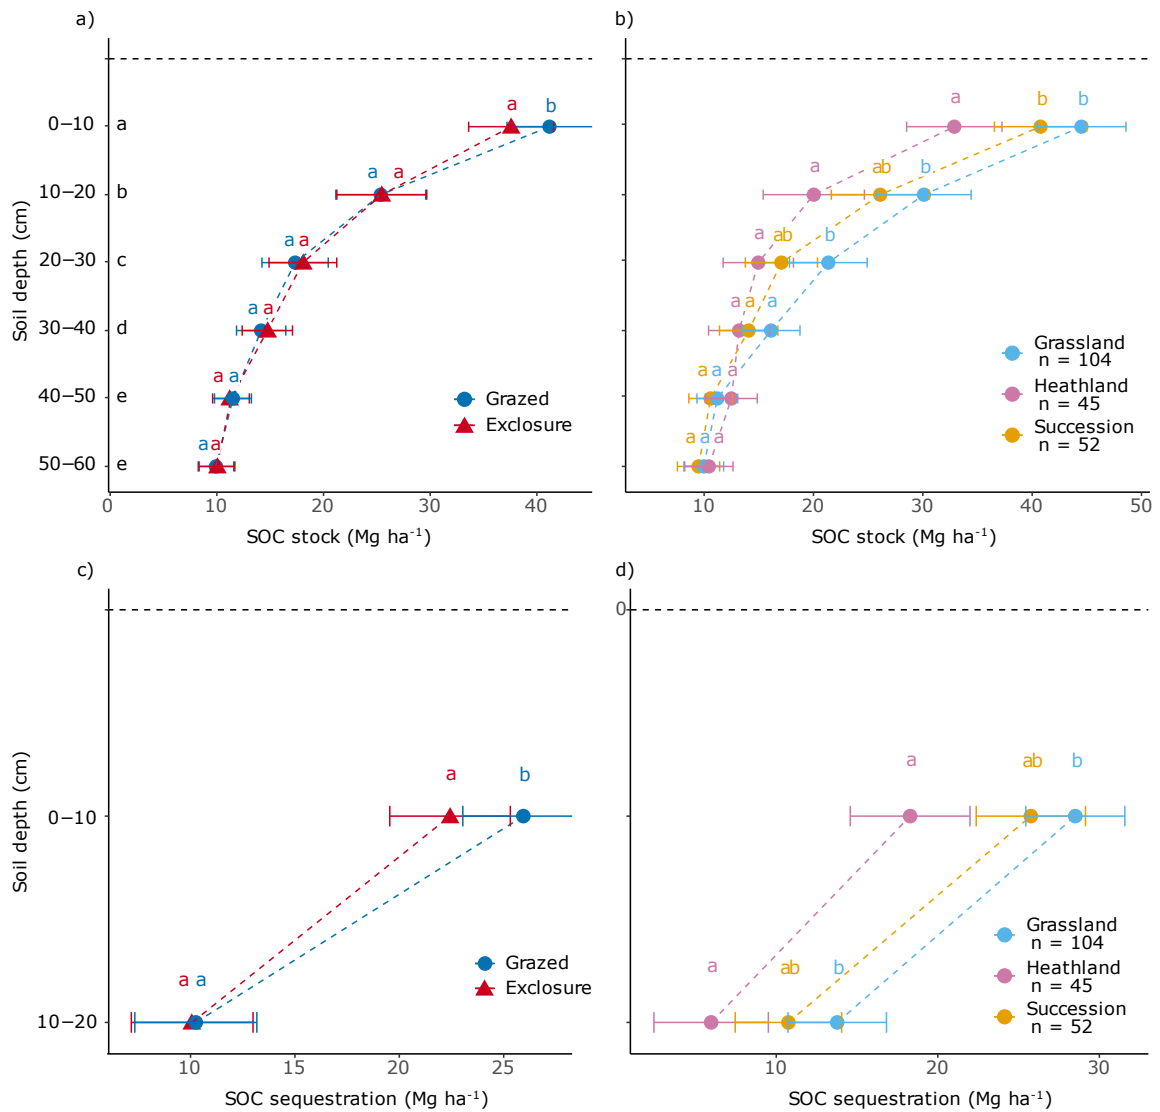 a)
b)
a b
a
b b
0−10 a
a a
a
ab b
10−20 b
a a
a ab b
20−30 c
a a
a a a
30−40 d
a a
a a a
40−50 e
a a
a a a
50−60 e
Soil depth (cm)
Grazed
Exclosure
Grassland
n = 104
Heathland
n = 45
Succession
n = 52
0 10 20 30 40
10 20 30 40 50
SOC stock (Mg ha⁻¹)
SOC stock (Mg ha⁻¹)
c)
d)
0
a b
a ab b
0−10
a a
a ab b
10−20
Soil depth (cm)
Grazed
Exclosure
Grassland
n = 104
Heathland
n = 45
Succession
n = 52
10 15 20 25
10 20 30
SOC sequestration (Mg ha⁻¹)
SOC sequestration (Mg ha⁻¹)